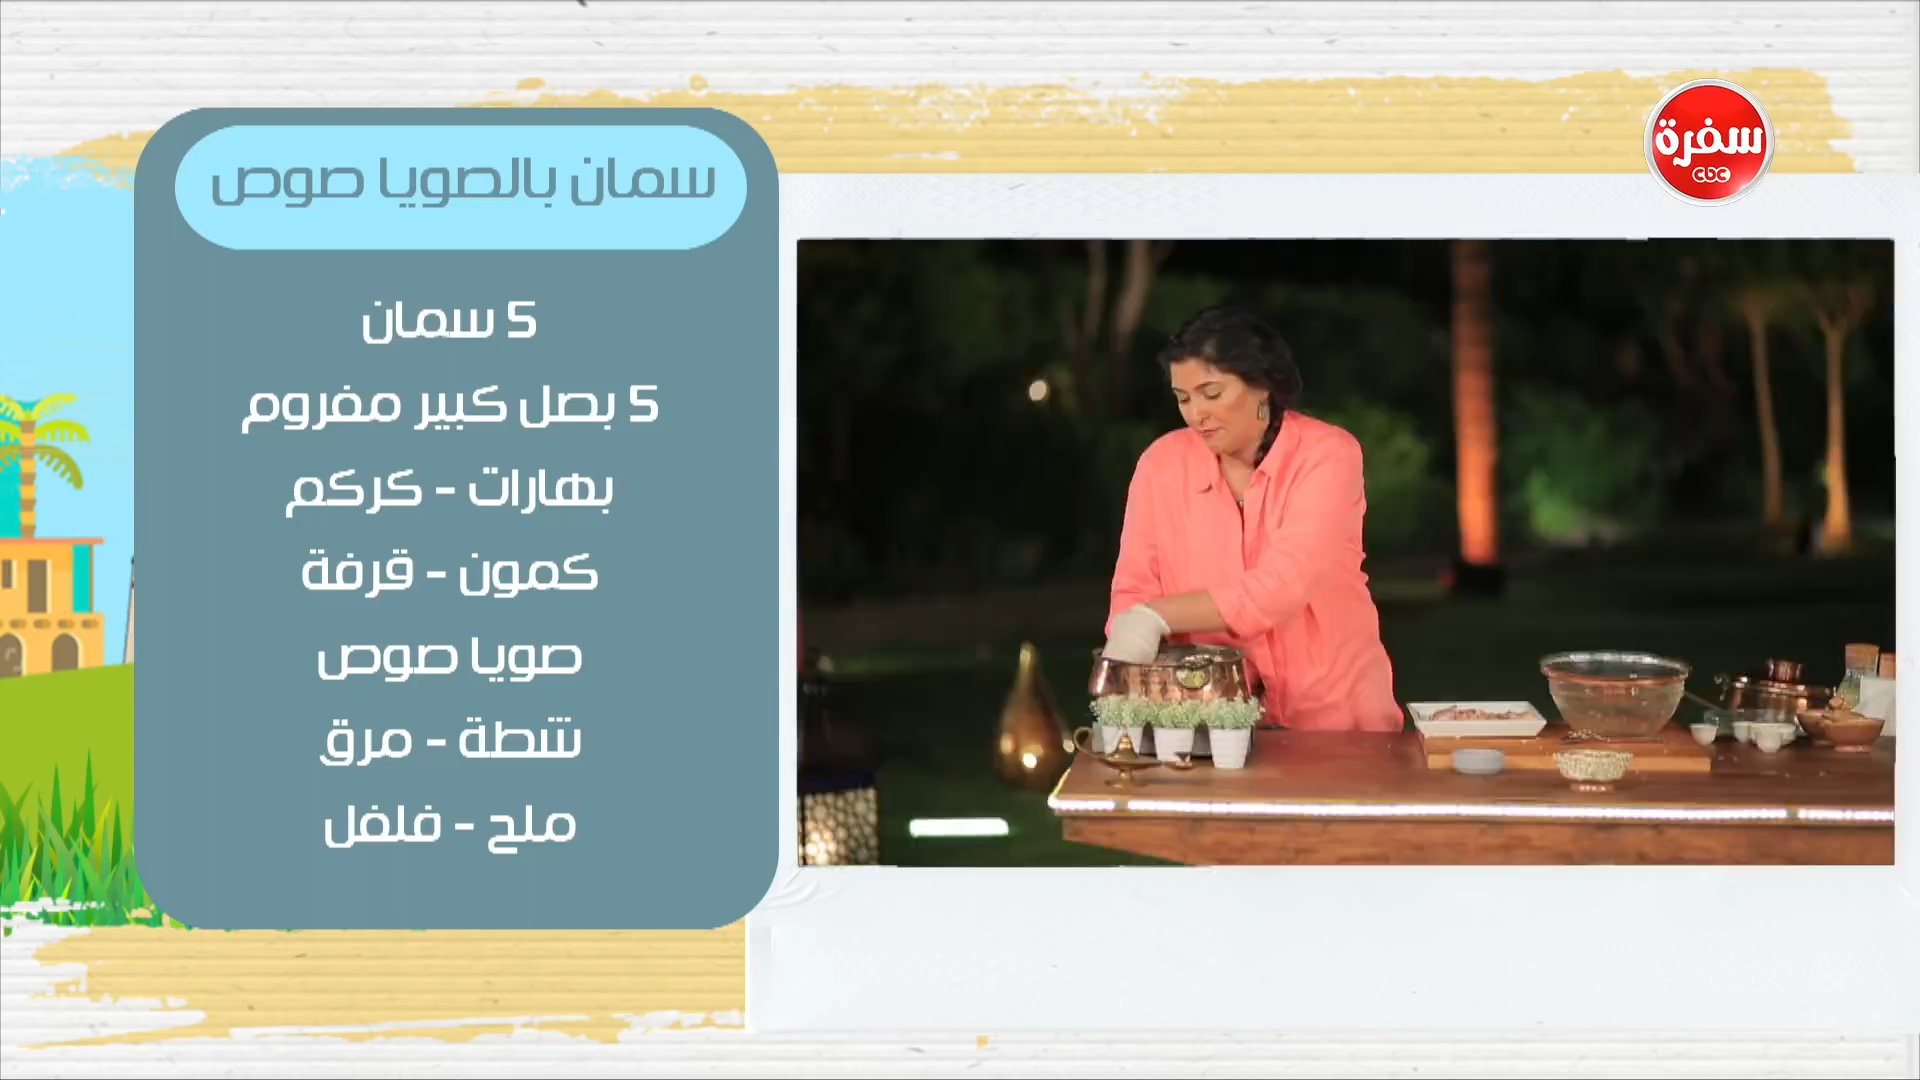 سفرة
cbc
سمان بالصويا صوص
5 سمان
5 بصل كبير مفروم
بهارات - كركم
كمون - قرفة
صويا صوص
شطة - مرق
ملح - فلفل